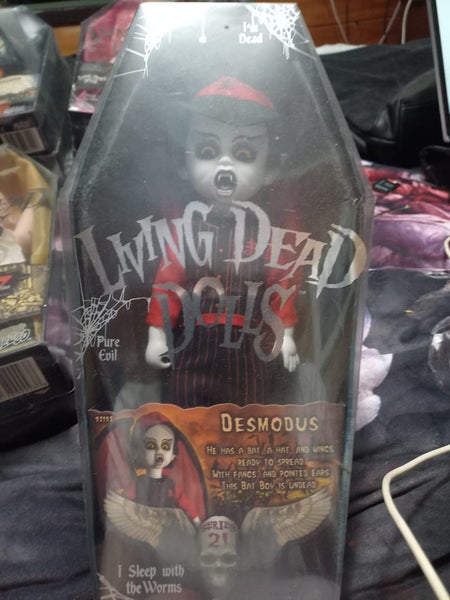 I'm
Dead
LIVING DEAD
DOLLS
Pure
Evil
93193
DESMODUS
HE HAS A BAT, A HAT, AND WINGS
READY TO SPREAD
WITH FANGS AND POINTED EARS
THIS BAT BOY IS UNDEAD
SERIES
21
I Sleep with
the Worms